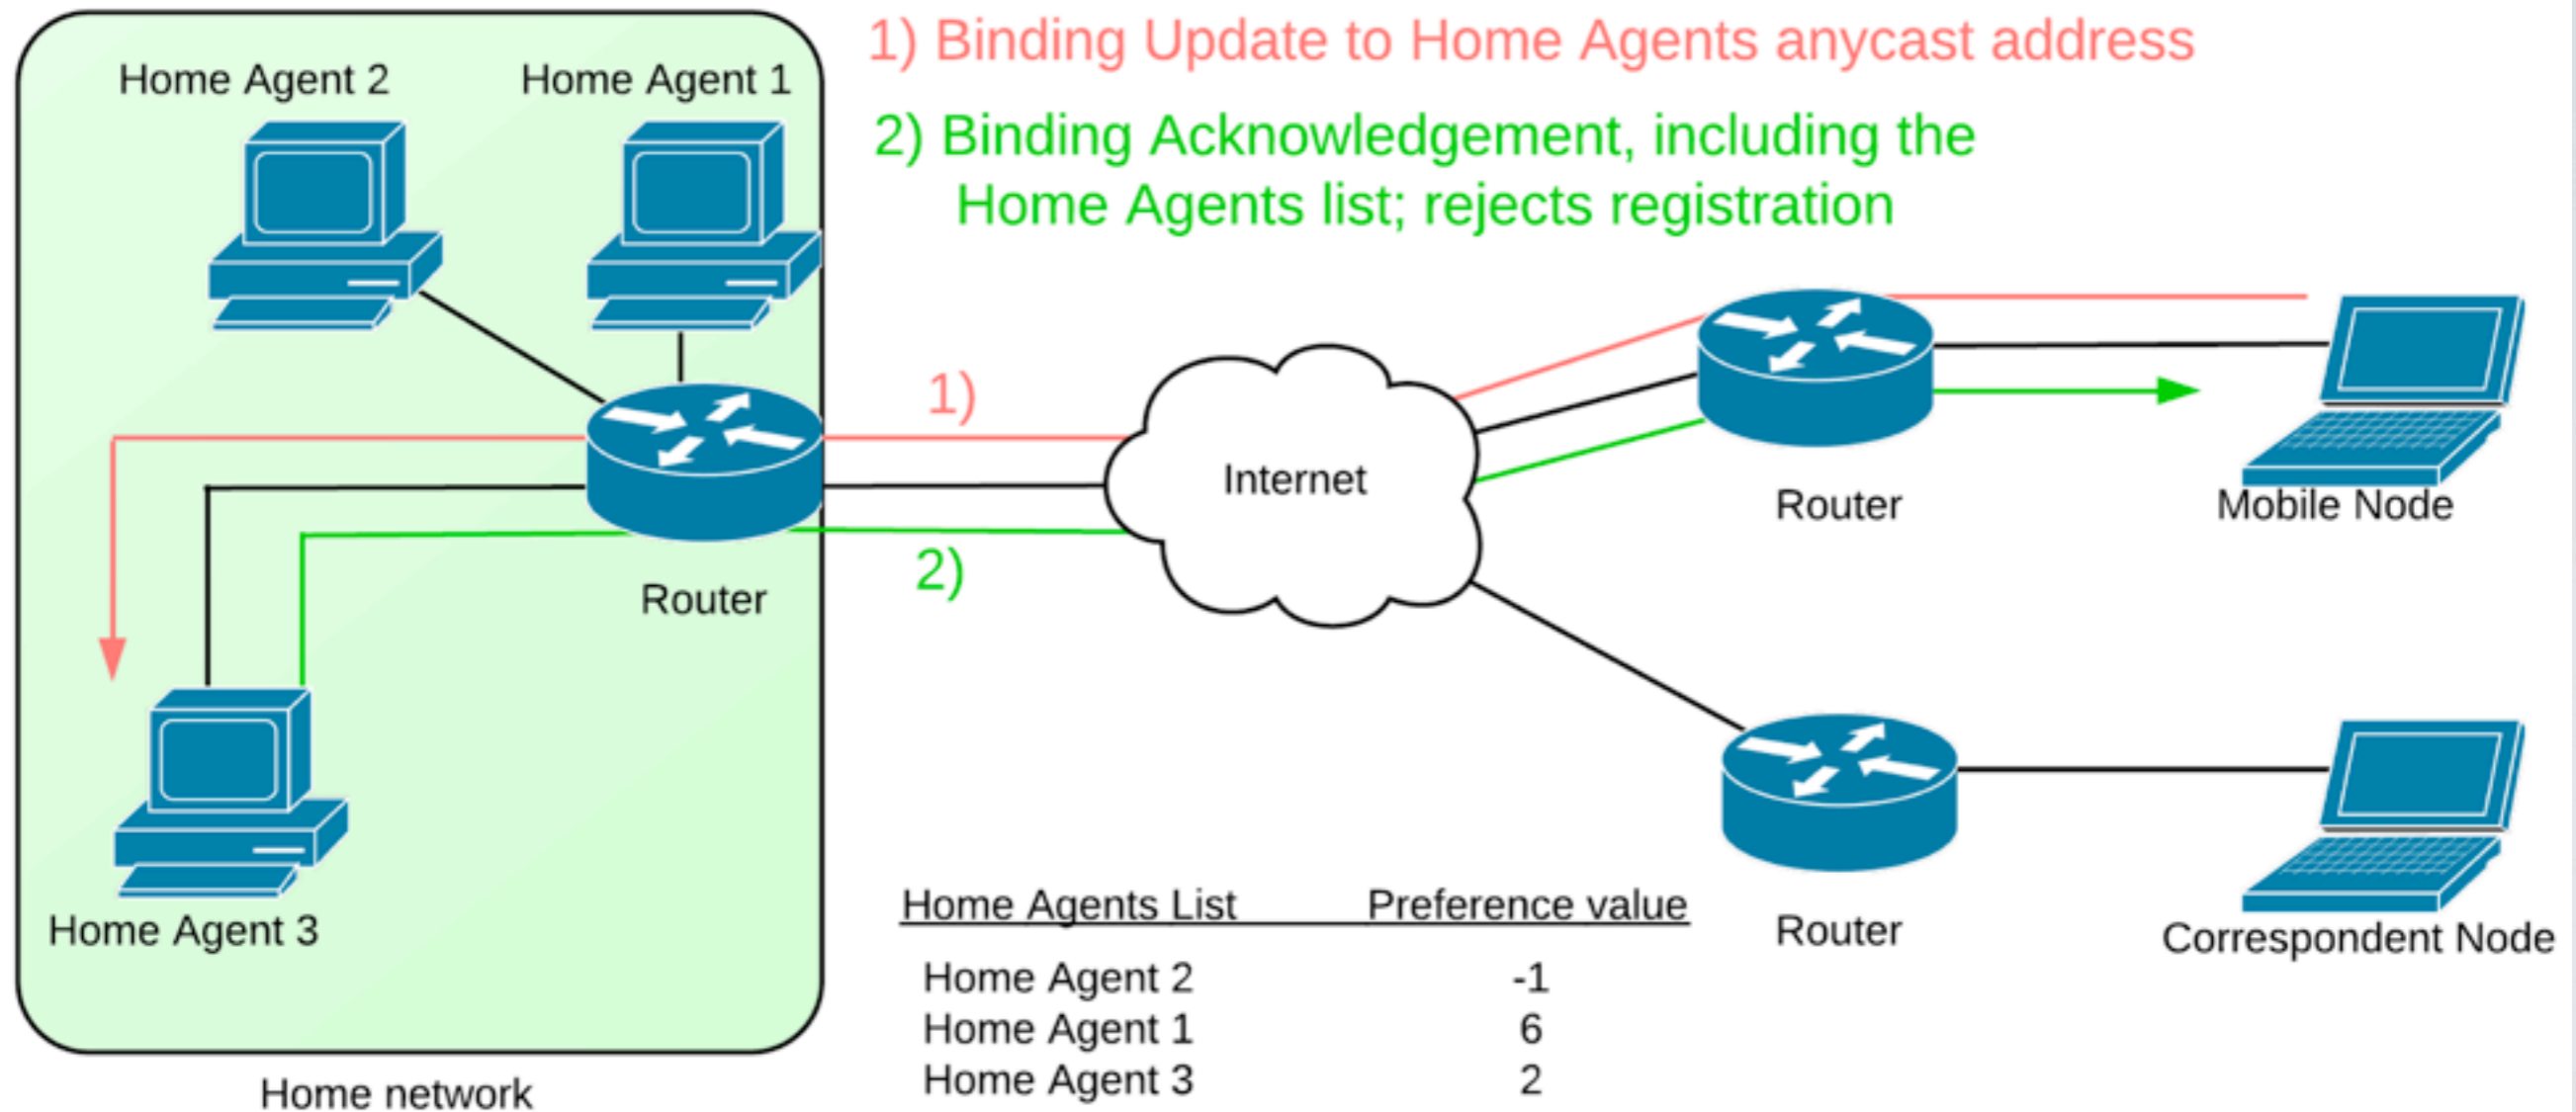 1) Binding Update to Home Agents anycast address
2) Binding Acknowledgement, including the
Home Agents list; rejects registration
Home Agent 2
Home Agent 1
1)
Internet
2)
Router
Router
Mobile Node
Home Agent 3
Router
Correspondent Node
Home Agents List Preference value
Home Agent 2 -1
Home Agent 1 6
Home Agent 3 2
Home network